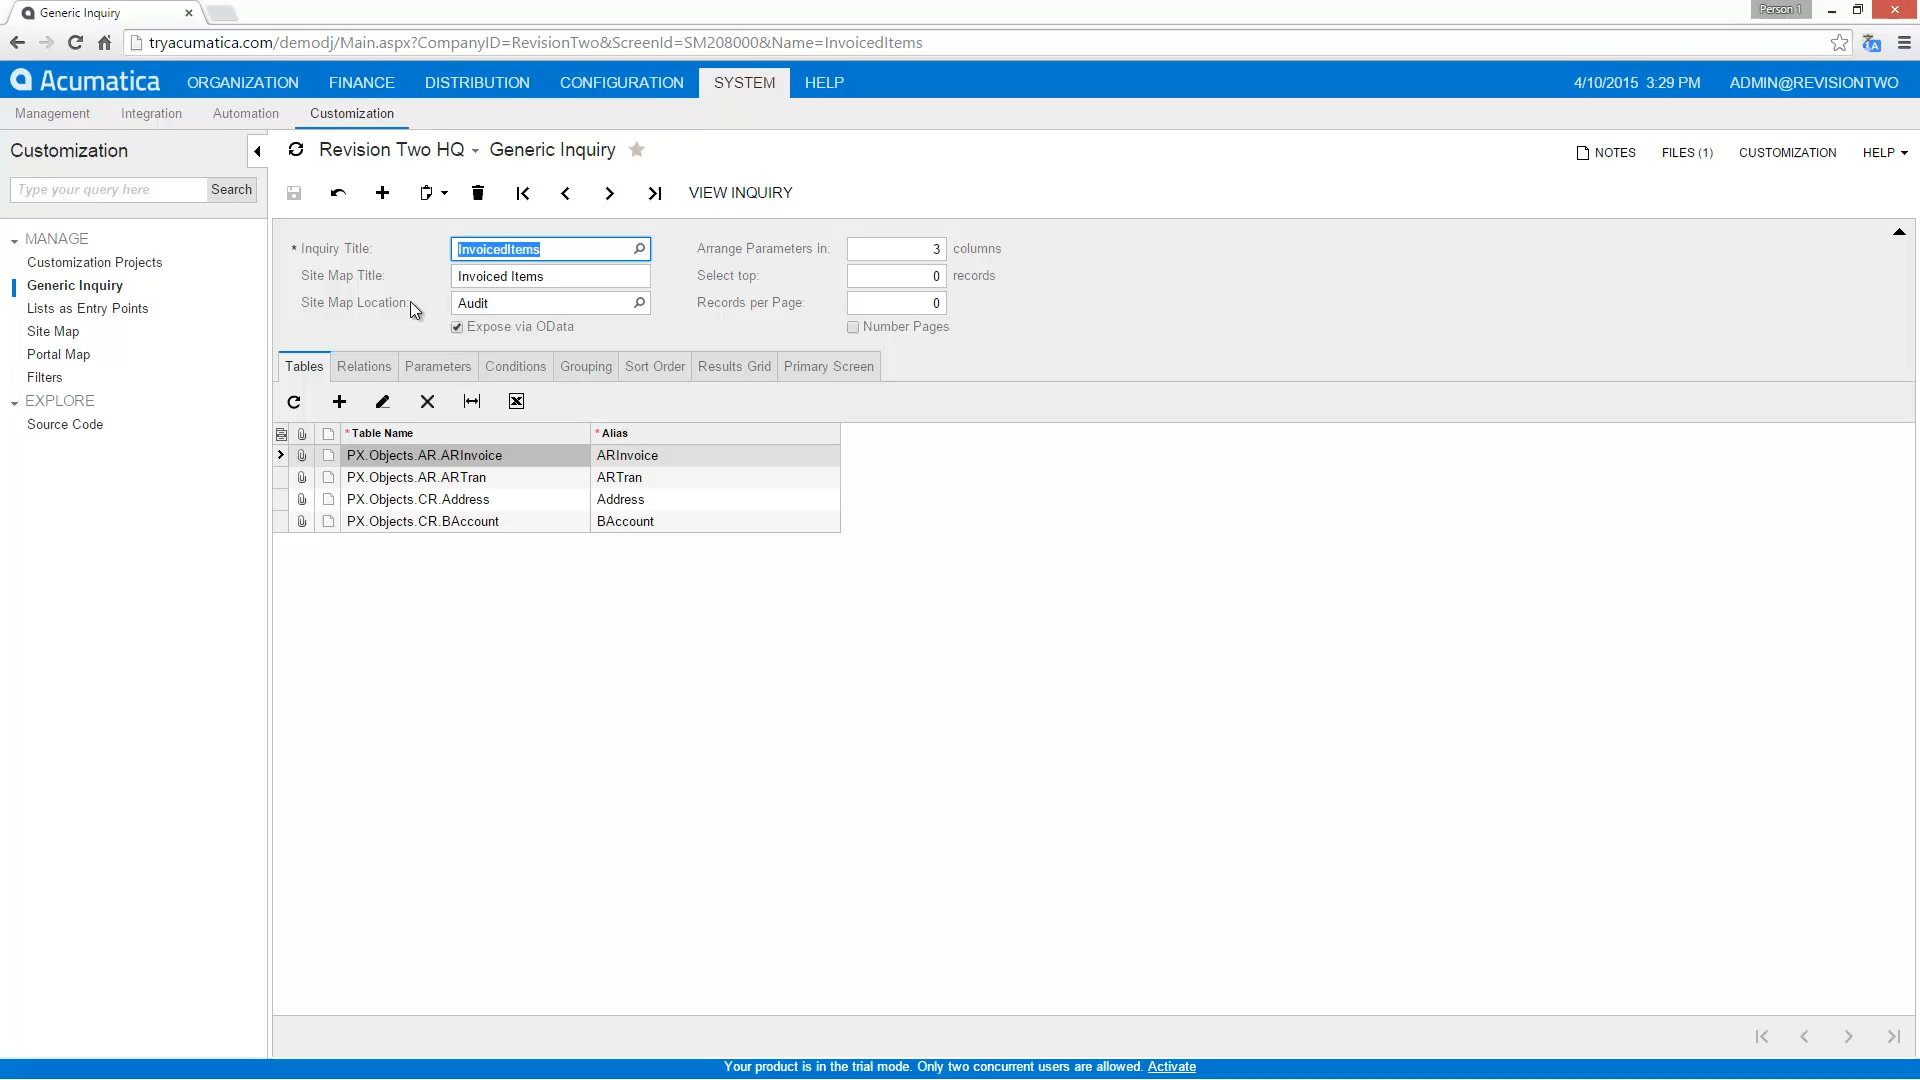 Generic Inquiry
Person 1
tryacumatica.com/demodj/Main.aspx?CompanyID=RevisionTwo&ScreenId=SM208000&Name=InvoicedItems
Acumatica ORGANIZATION FINANCE DISTRIBUTION CONFIGURATION SYSTEM HELP 4/10/2015 3:29 PM ADMIN@REVISIONTWO
Management Integration Automation Customization
Customization
Revision Two HQ - Generic Inquiry
NOTES FILES (1) CUSTOMIZATION HELP
Type your query here Search
VIEW INQUIRY
MANAGE
Customization Projects
Generic Inquiry
Lists as Entry Points
Site Map
Portal Map
Filters
EXPLORE
Source Code
* Inquiry Title: InvoicedItems Arrange Parameters in: 3 columns
Site Map Title: Invoiced Items Select top: 0 records
Site Map Location: Audit Records per Page: 0
Expose via OData Number Pages
Tables Relations Parameters Conditions Grouping Sort Order Results Grid Primary Screen
* Table Name * Alias
PX.Objects.AR.ARInvoice ARInvoice
PX.Objects.AR.ARTran ARTran
PX.Objects.CR.Address Address
PX.Objects.CR.BAccount BAccount
Your product is in the trial mode. Only two concurrent users are allowed. Activate